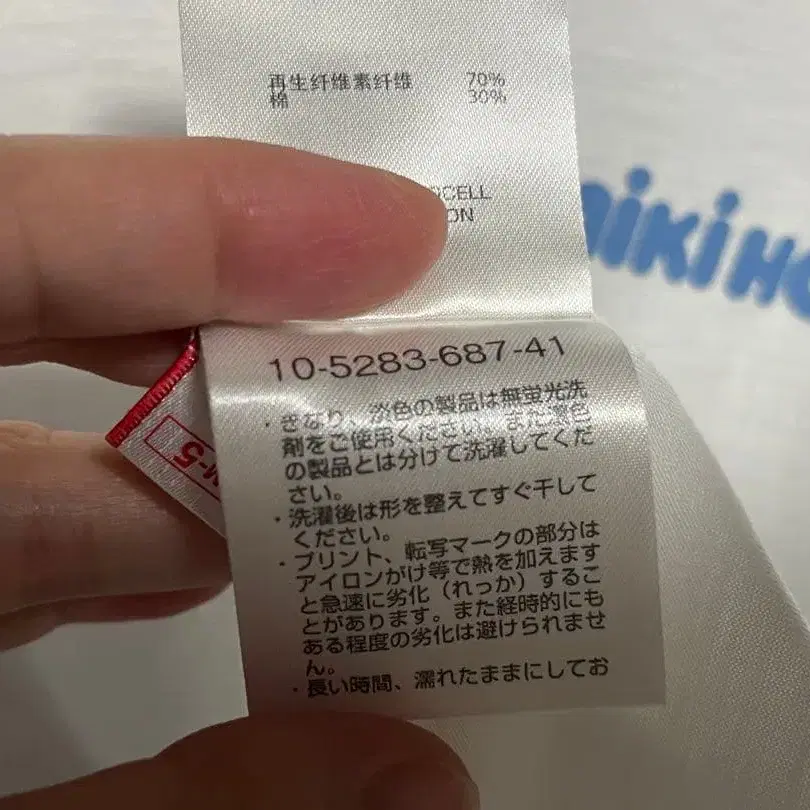 再生纤维素纤维 70%
棉 30%
RCELL
ON
miki HO
10-5283-687-41
M-5
・きなり、淡色の製品は無蛍光洗
剤をご使用ください。また濃色
の製品とは分けて洗濯してくだ
さい。
・洗濯後は形を整えてすぐ干して
ください。
・プリント、転写マークの部分は
アイロンがけ等で熱を加えます
と急速に劣化（れっか）するこ
とがあります。また経時的にも
ある程度の劣化は避けられませ
ん。
・長い時間、濡れたままにしてお